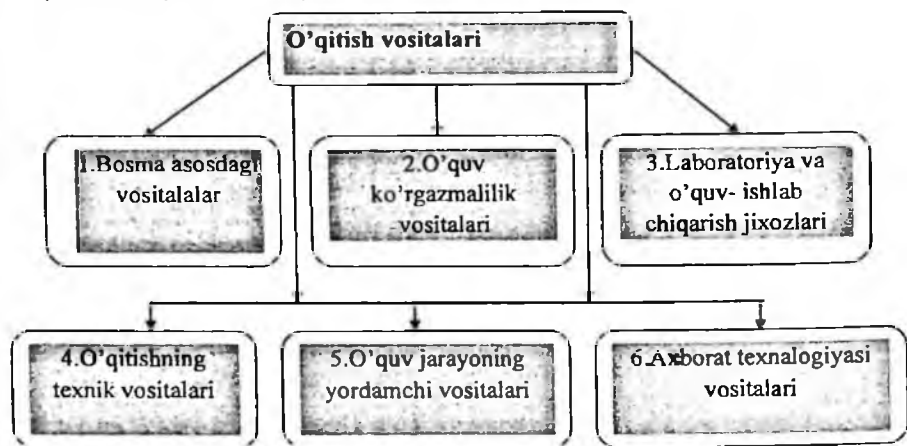 O'qitish vositalari
1.Bosma asosdagi
vositalalar
2.O'quv
ko'rgazmalilik
vositalari
3.Laboratoriya va
o'quv- ishlab
chiqarish jixozlari
4.O'qitishning
texnik vositalari
5.O'quv jarayoning
yordamchi vositalari
6.Axborat texnalogiyasi
vositalari